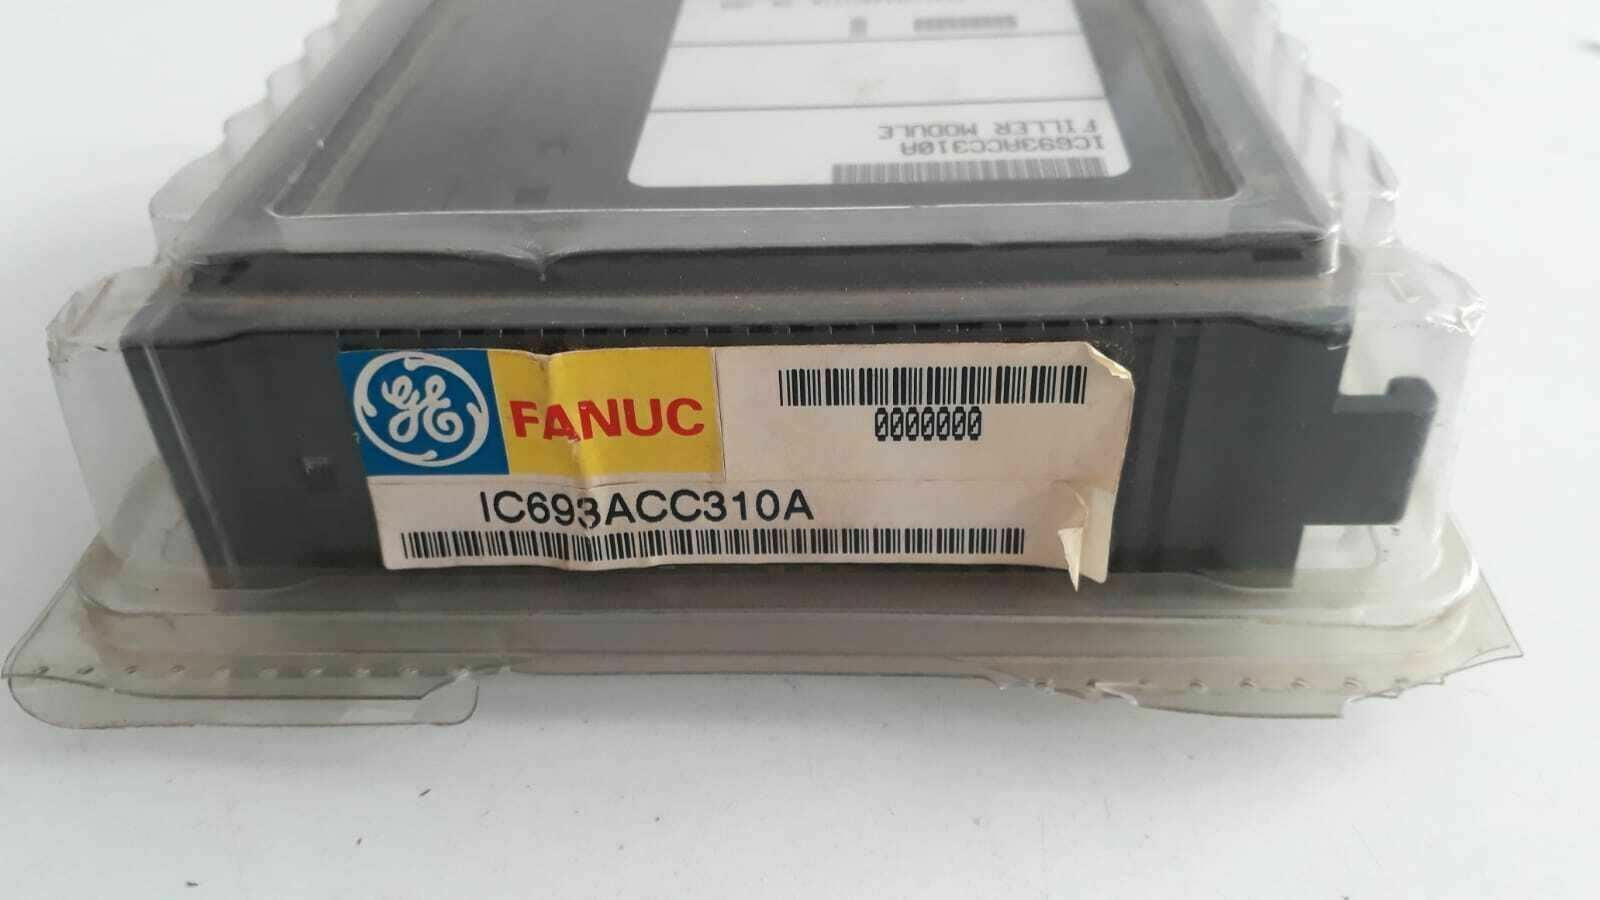 IC693ACC310A
FILLER MODULE
GE
FANUC
0000000
IC693ACC310A